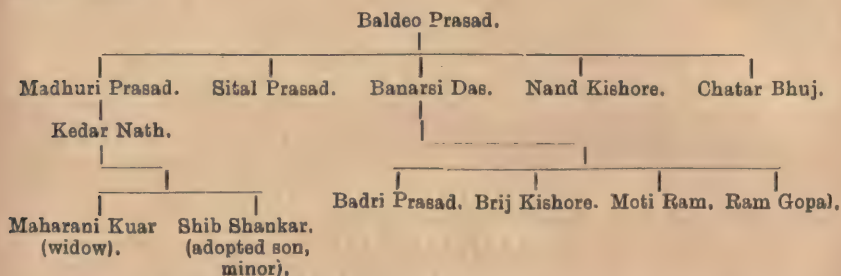 Baldeo Prasad.
Madhuri Prasad. Sital Prasad. Banarsi Das. Nand Kishore. Chatar Bhuj.
Kedar Nath.
Badri Prasad. Brij Kishore. Moti Ram. Ram Gopal.
Maharani Kuar Shib Shankar.
(widow). (adopted son,
minor).